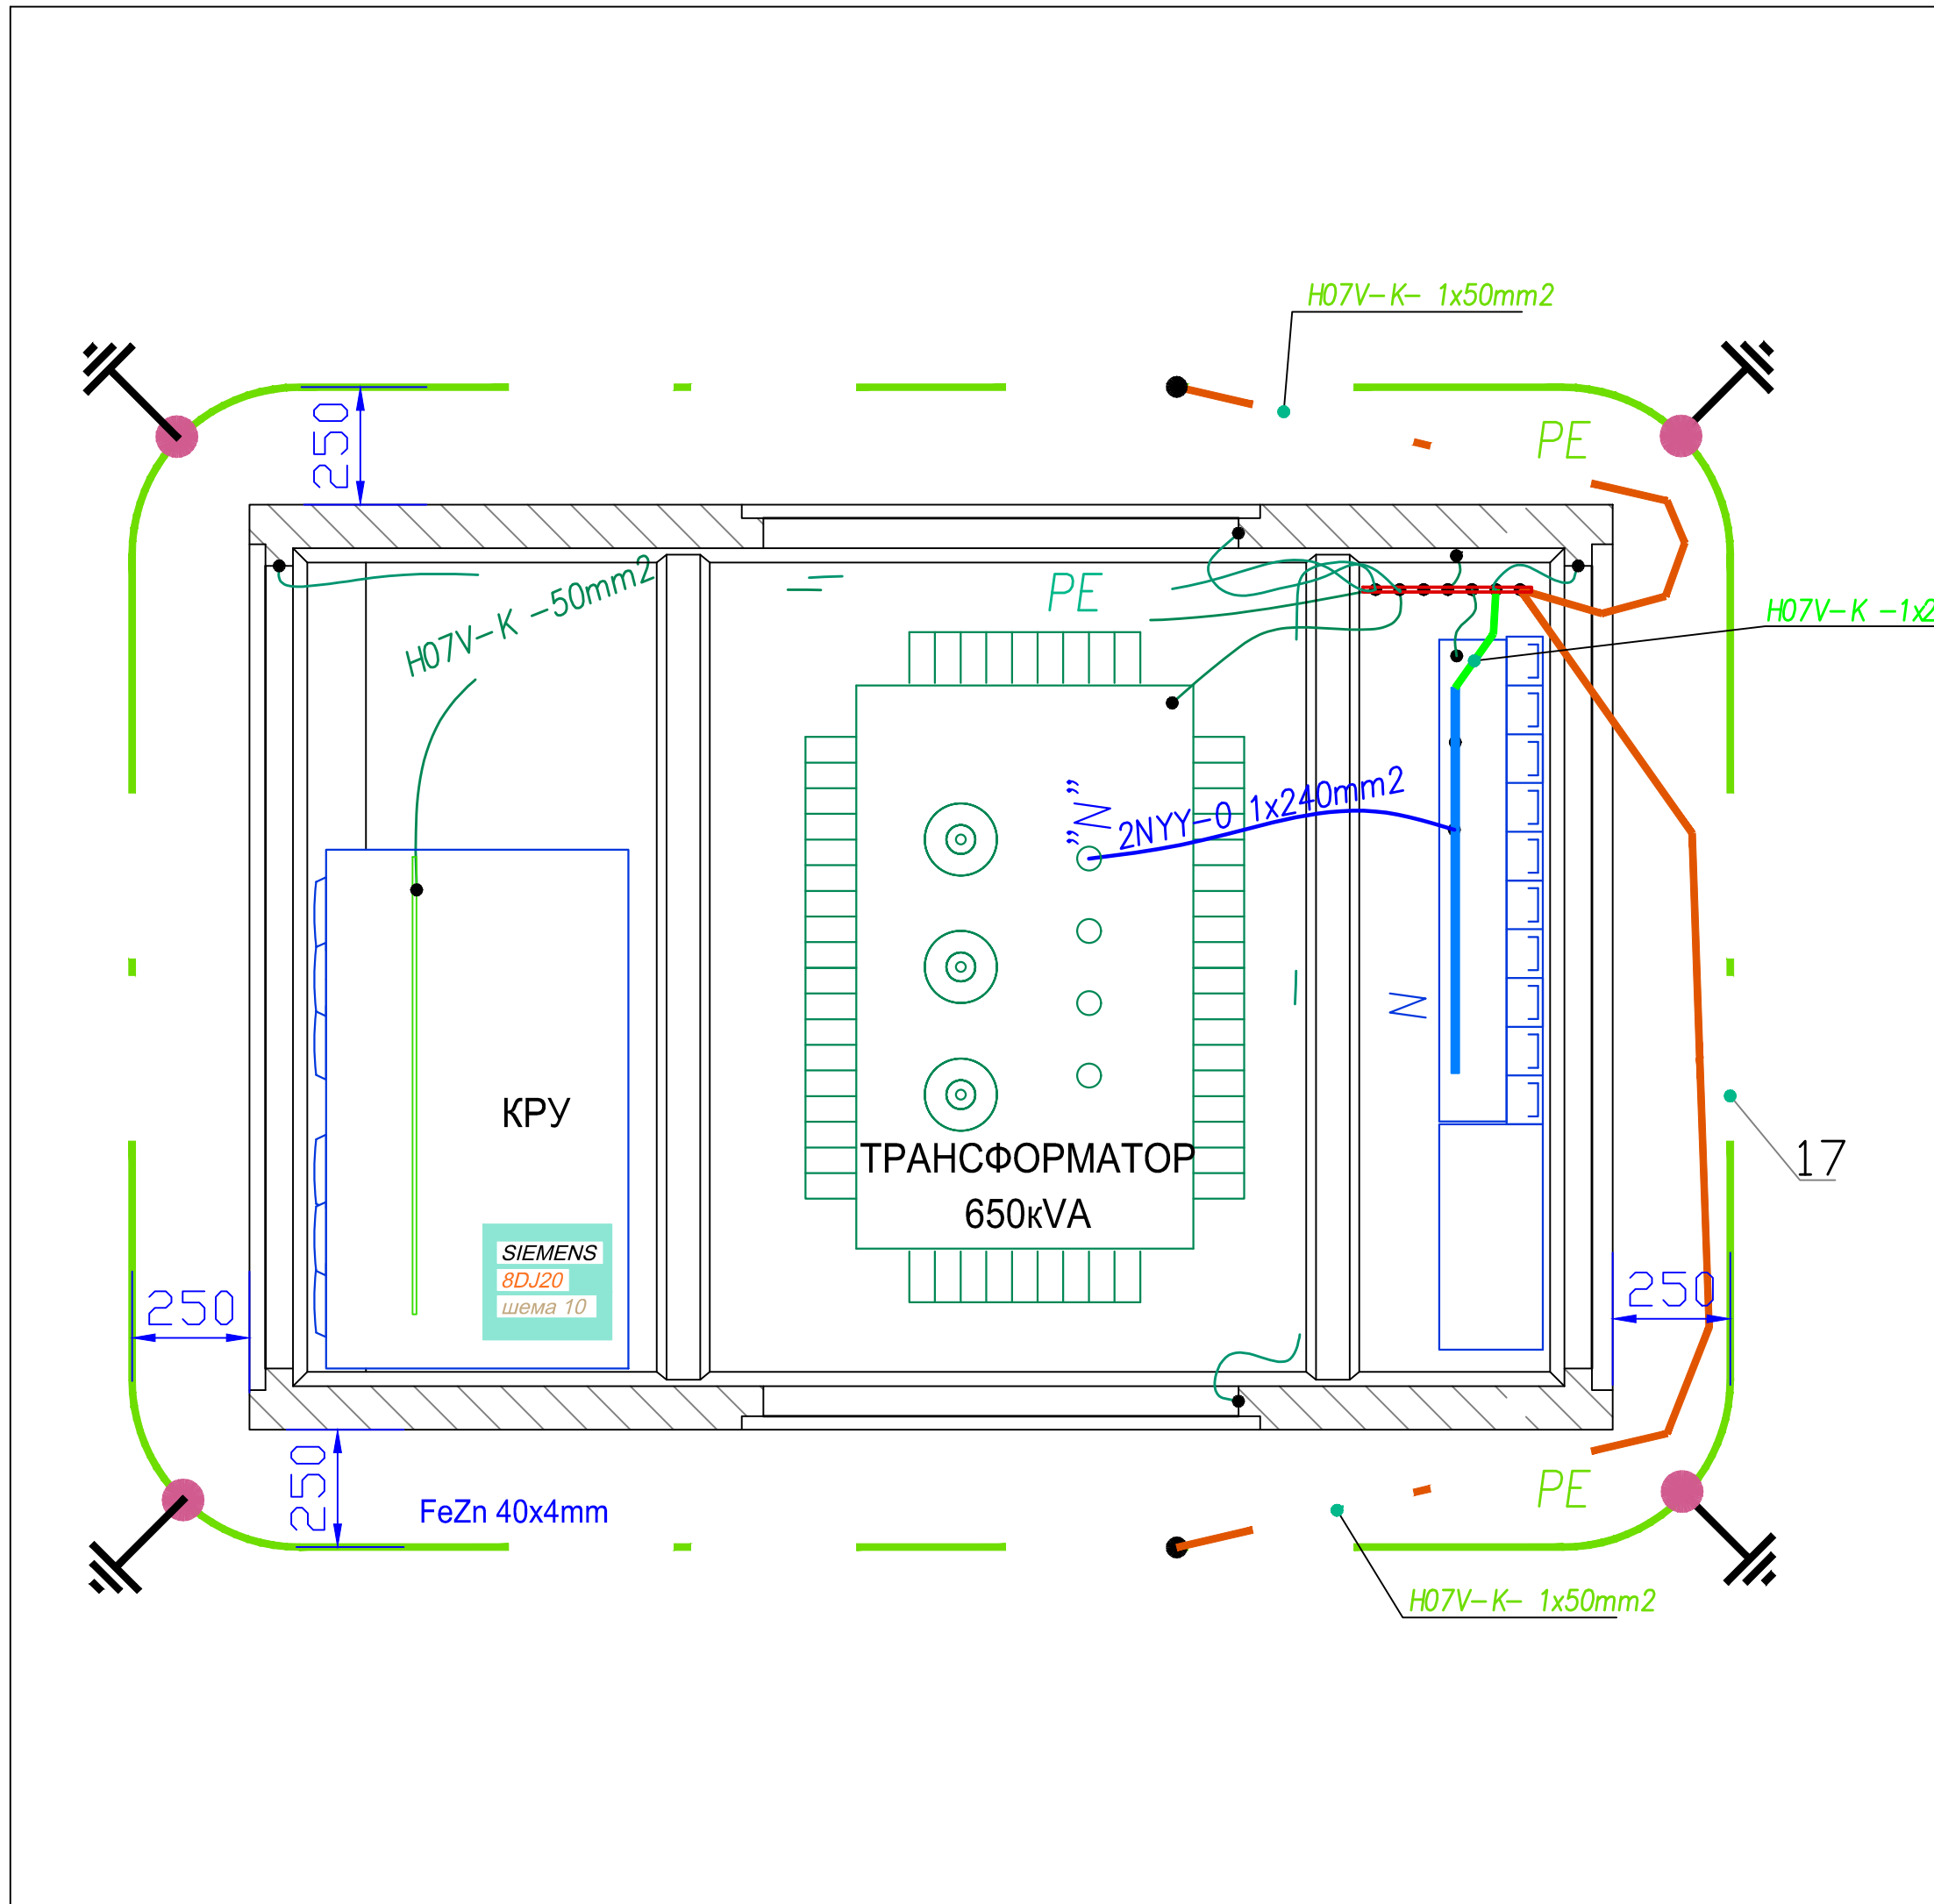 H07V-K- 1x50mm2
250
PE
H07V-K -50mm2
PE
H07V-K -1x2
„N”
2NYY-0 1x240mm2
N
КРУ
ТРАНСФОРМАТОР
650кVA
17
SIEMENS
8DJ20
шема 10
250
250
250
FeZn 40x4mm
PE
H07V-K- 1x50mm2